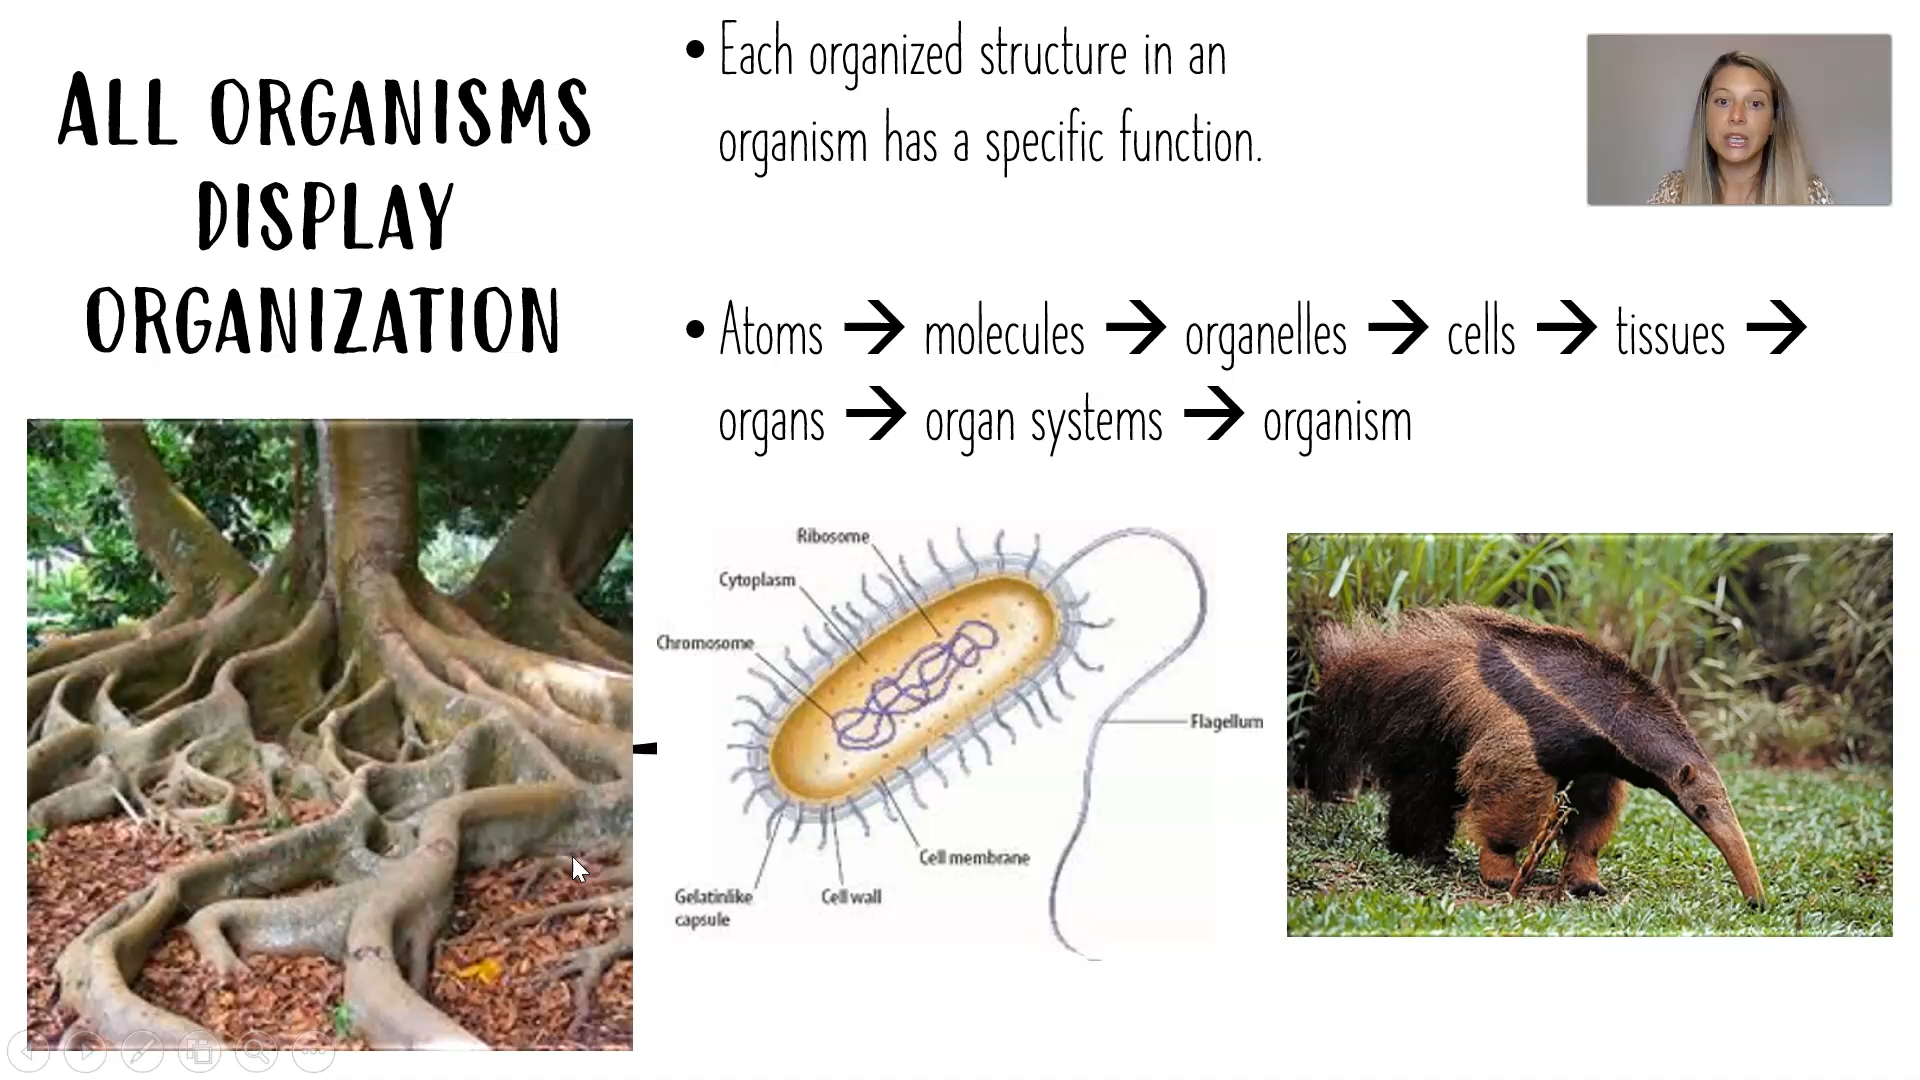 ALL ORGANISMS
DISPLAY
ORGANIZATION
• Each organized structure in an
organism has a specific function.
• Atoms → molecules → organelles → cells → tissues →
organs → organ systems → organism
Ribosome
Cytoplasm
Chromosome
Flagellum
Cell membrane
Cell wall
Gelatinlike
capsule